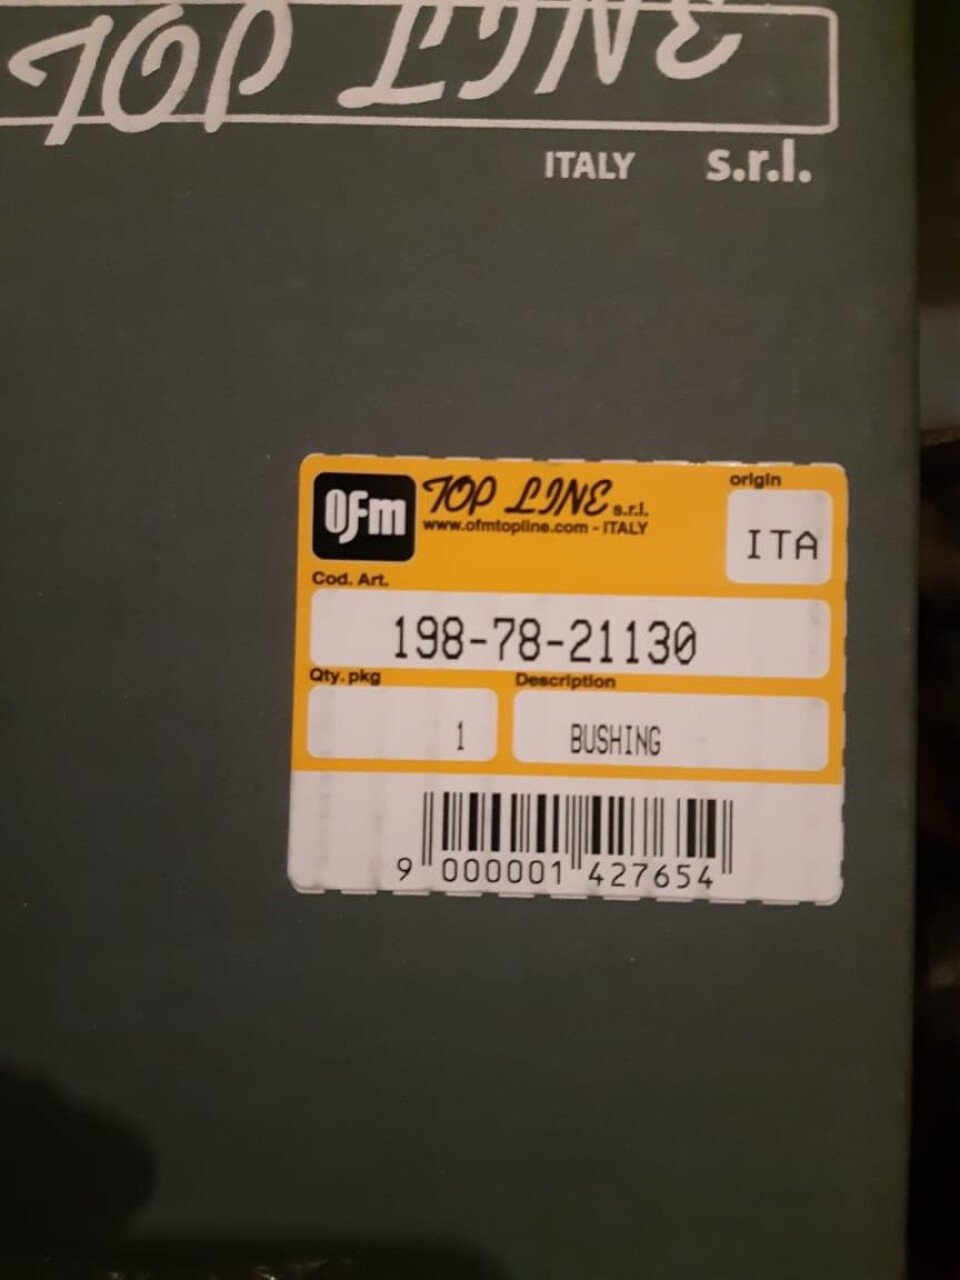 TOP LINE
ITALY s.r.l.
OFm TOP LINE s.r.l.
www.ofmtopline.com - ITALY
origin
ITA
Cod. Art.
198-78-21130
Qty. pkg Description
1 BUSHING
9 000001 427654